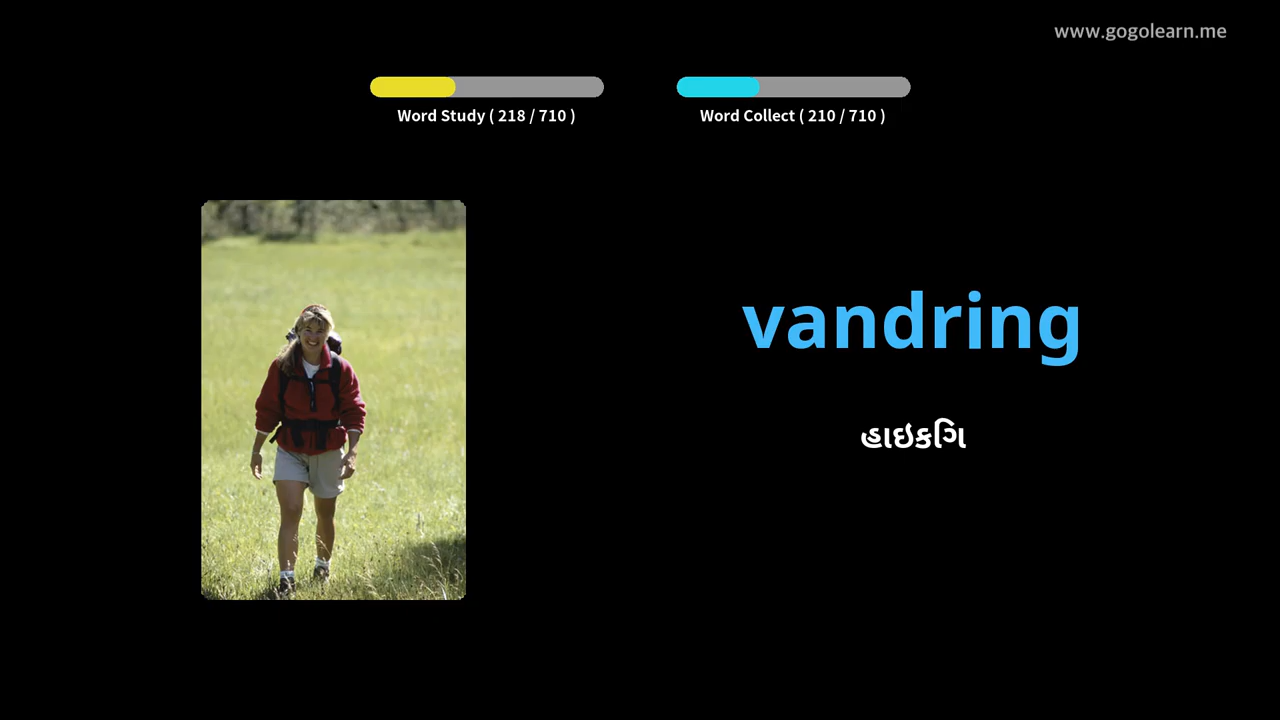 www.gogolearn.me
Word Study ( 218 / 710 )
Word Collect ( 210 / 710 )
vandring
હાઇકગિ